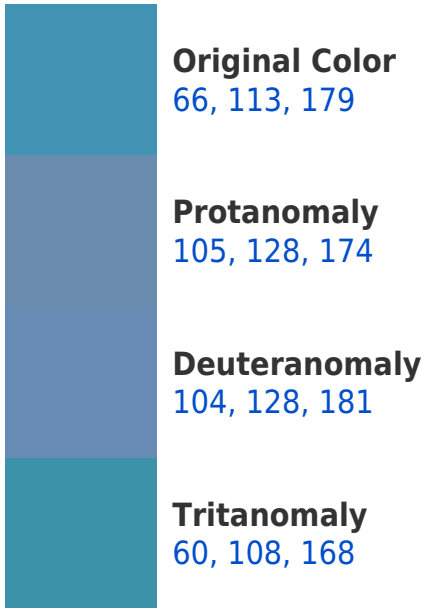 Original Color
66, 113, 179
Protanomaly
105, 128, 174
Deuteranomaly
104, 128, 181
Tritanomaly
60, 108, 168